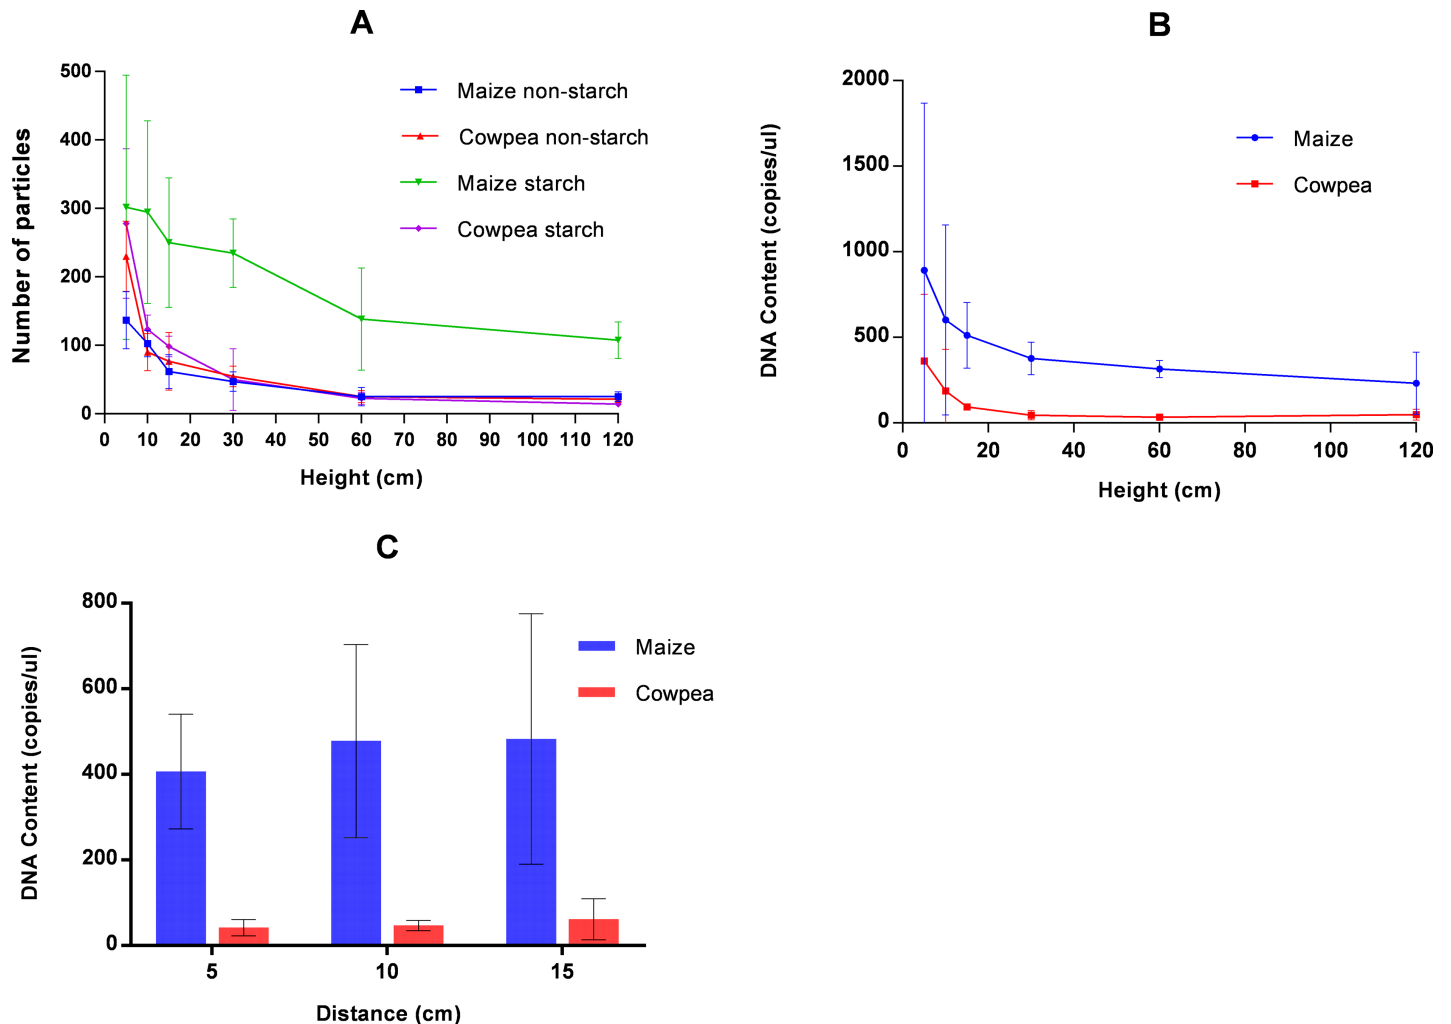 A
Number of particles
500
400
300
200
100
0
0 10 20 30 40 50 60 70 80 90 100 110 120
Height (cm)
Maize non-starch
Cowpea non-starch
Maize starch
Cowpea starch
B
DNA Content (copies/ul)
2000
1500
1000
500
0
0 20 40 60 80 100 120
Height (cm)
Maize
Cowpea
C
DNA Content (copies/ul)
800
600
400
200
0
5 10 15
Distance (cm)
Maize
Cowpea